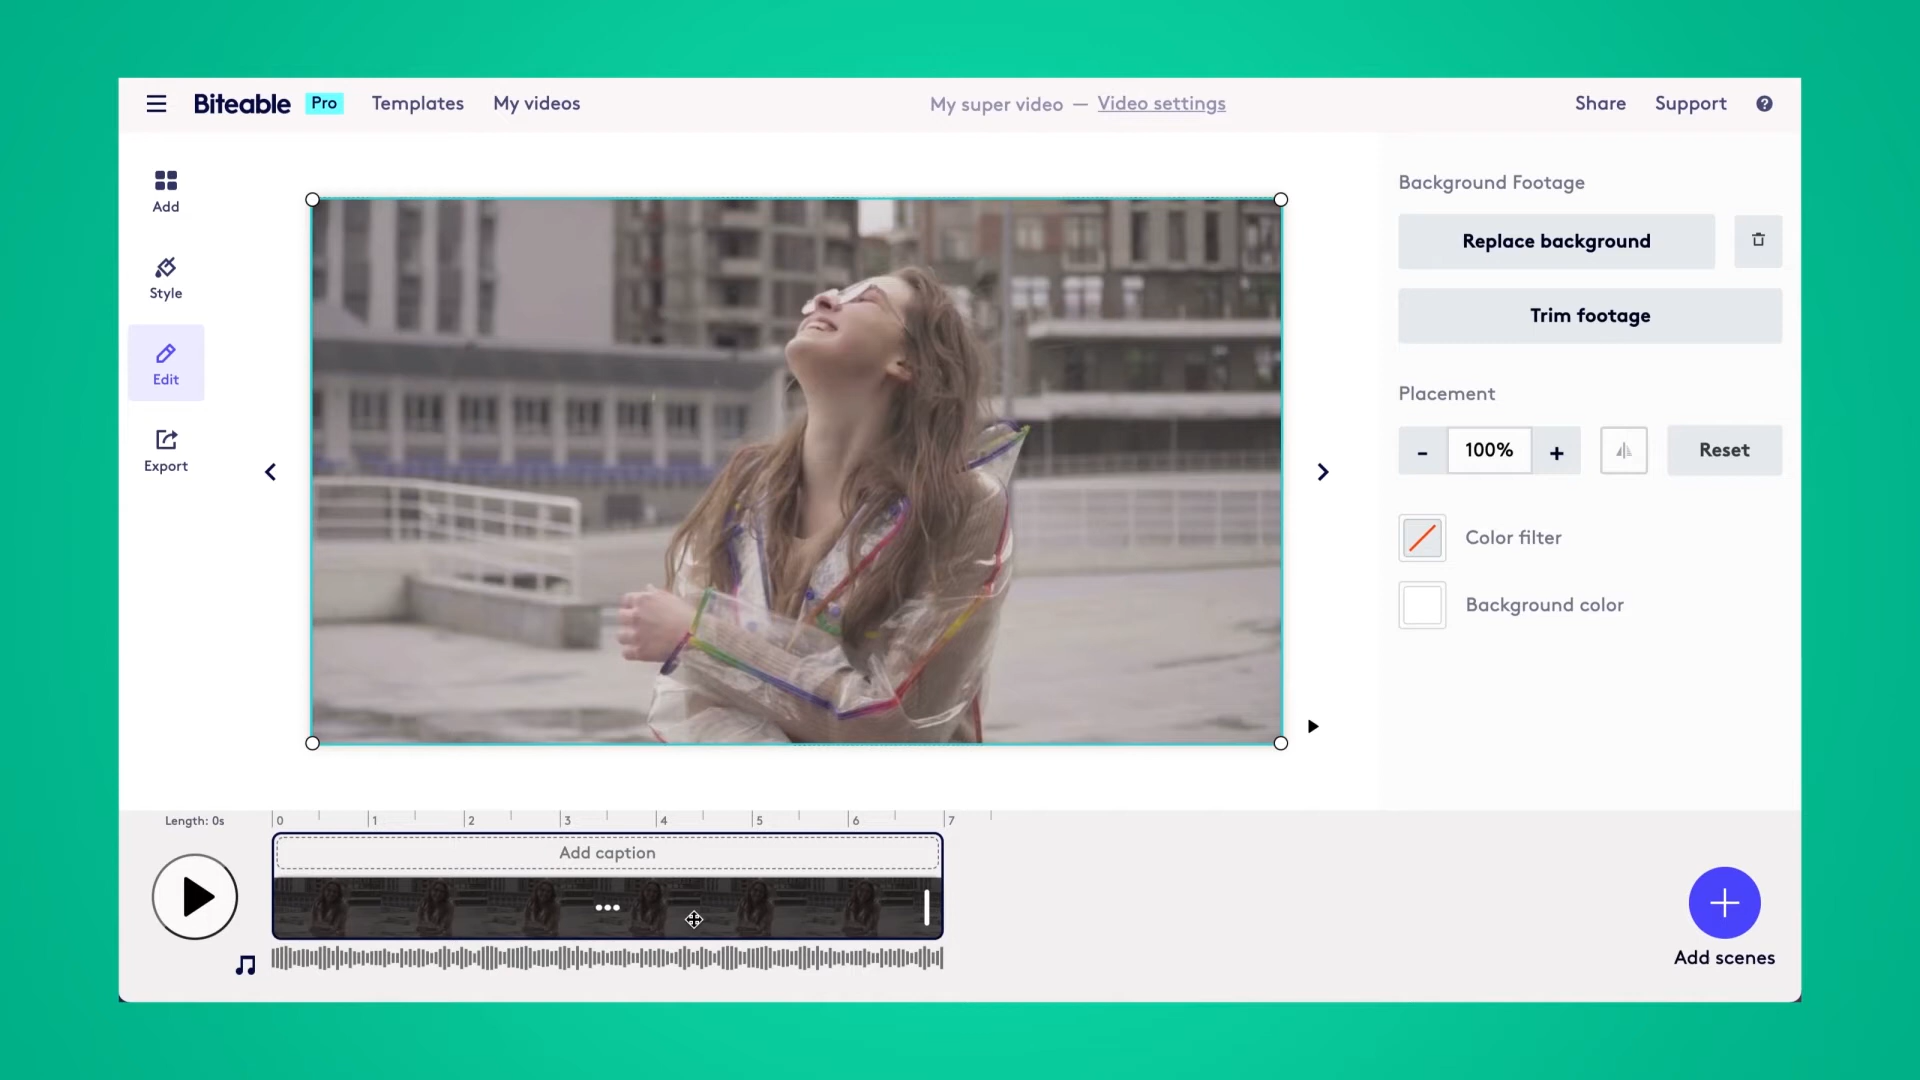 Biteable Pro Templates My videos My super video — Video settings Share Support ?
Add
Style
Edit
Export
Background Footage
Replace background
Trim footage
Placement
- 100% + Reset
Color filter
Background color
Length: 0s 0 1 2 3 4 5 6 7
Add caption
Add scenes